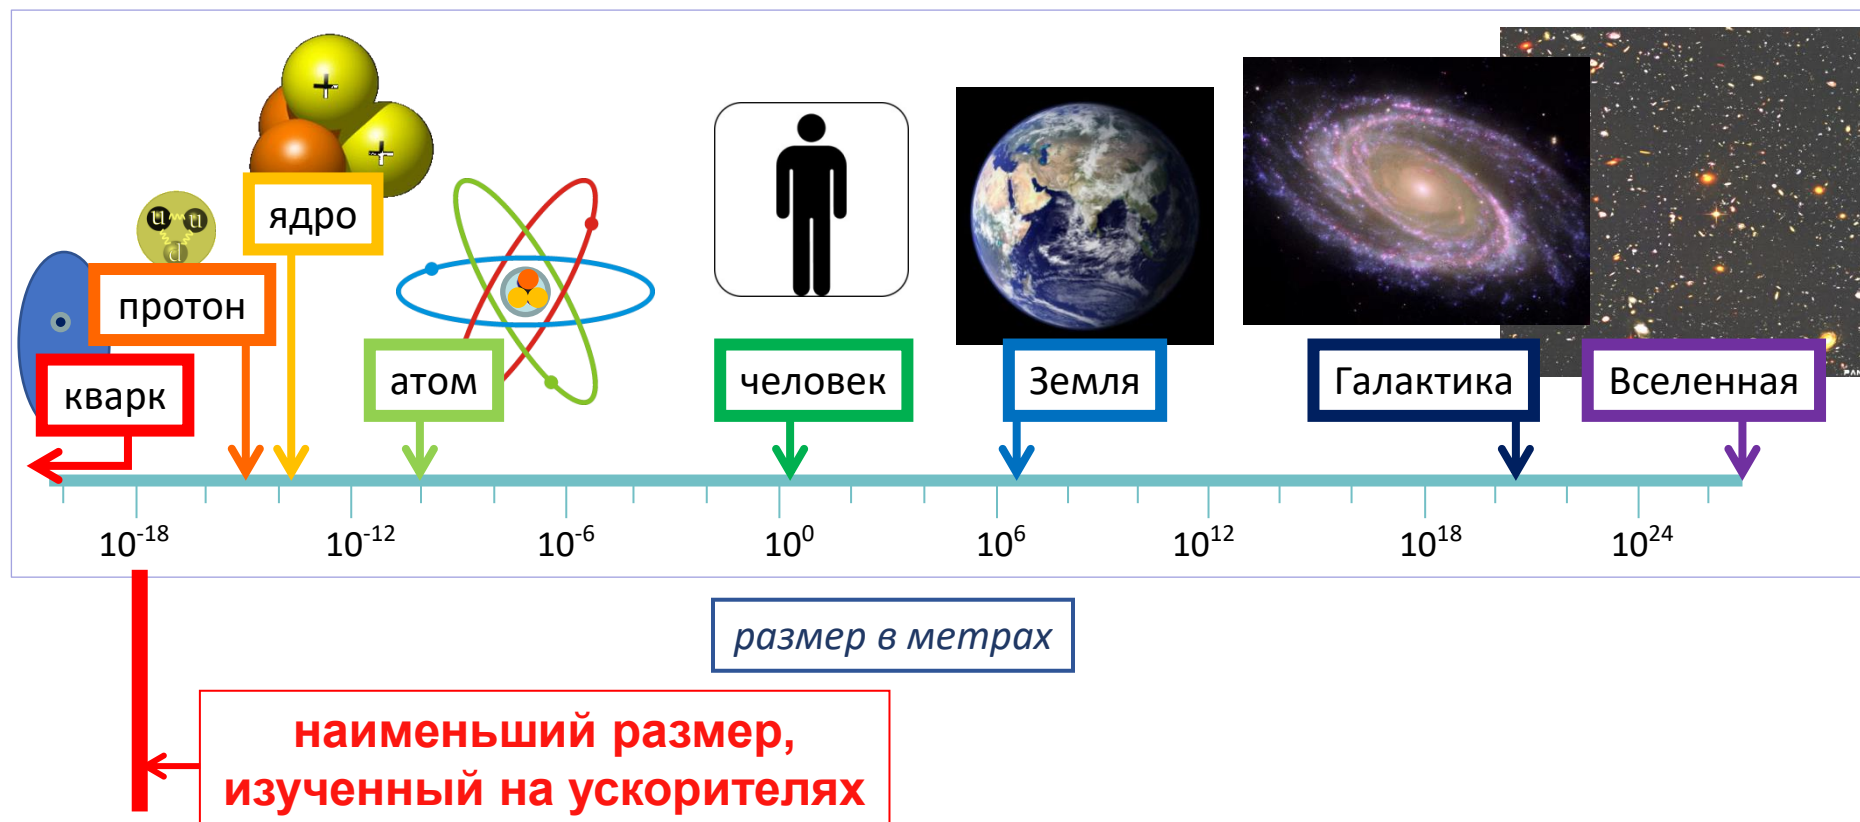 u u
d
+
+
ядро
протон
кварк
атом
человек
Земля
Галактика
Вселенная
10⁻¹⁸ 10⁻¹² 10⁻⁶ 10⁰ 10⁶ 10¹² 10¹⁸ 10²⁴
размер в метрах
наименьший размер,
изученный на ускорителях